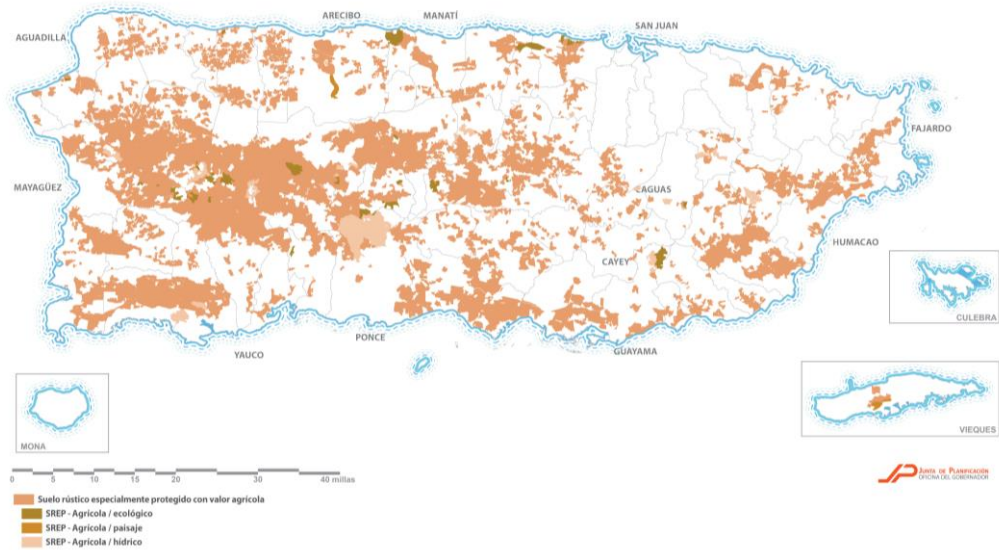 ARECIBO
MANATÍ
SAN JUAN
AGUADILLA
FAJARDO
MAYAGÜEZ
CAGUAS
HUMACAO
CAYEY
CULEBRA
PONCE
YAUCO
GUAYAMA
MONA
VIEQUES
0 5 10 15 20 30 40 millas
JUNTA DE PLANIFICACIÓN
OFICINA DEL GOBERNADOR
Suelo rústico especialmente protegido con valor agrícola
SREP - Agrícola / ecológico
SREP - Agrícola / paisaje
SREP - Agrícola / hídrico